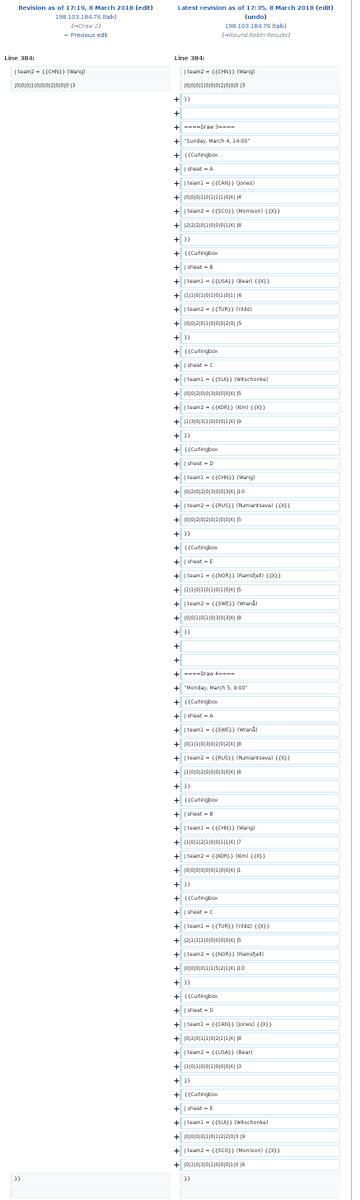 Revision as of 17:19, 8 March 2018 (edit)
198.103.184.76 (talk)
(→Draw 2)
← Previous edit
Latest revision as of 17:35, 8 March 2018 (edit)
(undo)
198.103.184.76 (talk)
(→Round Robin Results)
Line 384:
Line 384:
| team2 = {{CHN}} (Wang)
| team2 = {{CHN}} (Wang)
|0|0|0|1|0|0|0|2|0|0|0 |3
|0|0|0|1|0|0|0|2|0|0|0 |3
+ }}
+
+ ====Draw 3====
+ ''Sunday, March 4, 14:00''
+ {{Curlingbox
+ | sheet = A
+ | team1 = {{CAN}} (Jones)
+ |0|0|0|1|0|1|1|1|0|X| |4
+ | team2 = {{SCO}} (Morrison) {{X}}
+ |2|2|2|0|1|0|0|0|1|X| |8
+ }}
+ {{Curlingbox
+ | sheet = B
+ | team1 = {{USA}} (Bear) {{X}}
+ |1|1|0|1|0|1|0|1|0|1| |6
+ | team2 = {{TUR}} (Yıldız)
+ |0|0|2|0|1|0|0|0|2|0| |5
+ }}
+ {{Curlingbox
+ | sheet = C
+ | team1 = {{SUI}} (Witschonke)
+ |0|0|2|0|0|3|0|0|0|X| |5
+ | team2 = {{KOR}} (Kim) {{X}}
+ |1|3|0|3|1|0|0|0|1|X| |9
+ }}
+ {{Curlingbox
+ | sheet = D
+ | team1 = {{CHN}} (Wang)
+ |0|2|0|2|0|3|0|0|3|X| |10
+ | team2 = {{RUS}} (Rumiantseva) {{X}}
+ |0|0|2|0|2|0|1|0|0|X| |5
+ }}
+ {{Curlingbox
+ | sheet = E
+ | team1 = {{NOR}} (Ramsfjell) {{X}}
+ |1|1|0|1|0|1|0|1|0|X| |5
+ | team2 = {{SWE}} (Wranå)
+ |0|0|1|0|1|0|3|0|3|X| |8
+ }}
+
+
+ ====Draw 4====
+ ''Monday, March 5, 9:00''
+ {{Curlingbox
+ | sheet = A
+ | team1 = {{SWE}} (Wranå)
+ |0|1|1|0|3|0|1|0|2|X| |8
+ | team2 = {{RUS}} (Rumiantseva) {{X}}
+ |1|0|0|2|0|0|0|3|0|X| |6
+ }}
+ {{Curlingbox
+ | sheet = B
+ | team1 = {{CHN}} (Wang)
+ |1|0|1|2|1|0|0|1|1|X| |7
+ | team2 = {{KOR}} (Kim) {{X}}
+ |0|0|0|0|0|0|1|0|0|X| |1
+ }}
+ {{Curlingbox
+ | sheet = C
+ | team1 = {{TUR}} (Yıldız) {{X}}
+ |2|1|1|1|0|0|0|0|0|X| |5
+ | team2 = {{NOR}} (Ramsfjell)
+ |0|0|0|0|1|1|5|2|1|X| |10
+ }}
+ {{Curlingbox
+ | sheet = D
+ | team1 = {{CAN}} (Jones) {{X}}
+ |0|2|0|1|1|0|2|1|1|X| |8
+ | team2 = {{USA}} (Bear)
+ |1|0|1|0|0|1|0|0|0|X| |3
+ }}
+ {{Curlingbox
+ | sheet = E
+ | team1 = {{SUI}} (Witschonke)
+ |0|0|0|0|1|0|1|2|2|0|3 |9
+ | team2 = {{SCO}} (Morrison) {{X}}
+ |0|1|0|3|0|1|0|0|0|1|0 |6
}}
}}